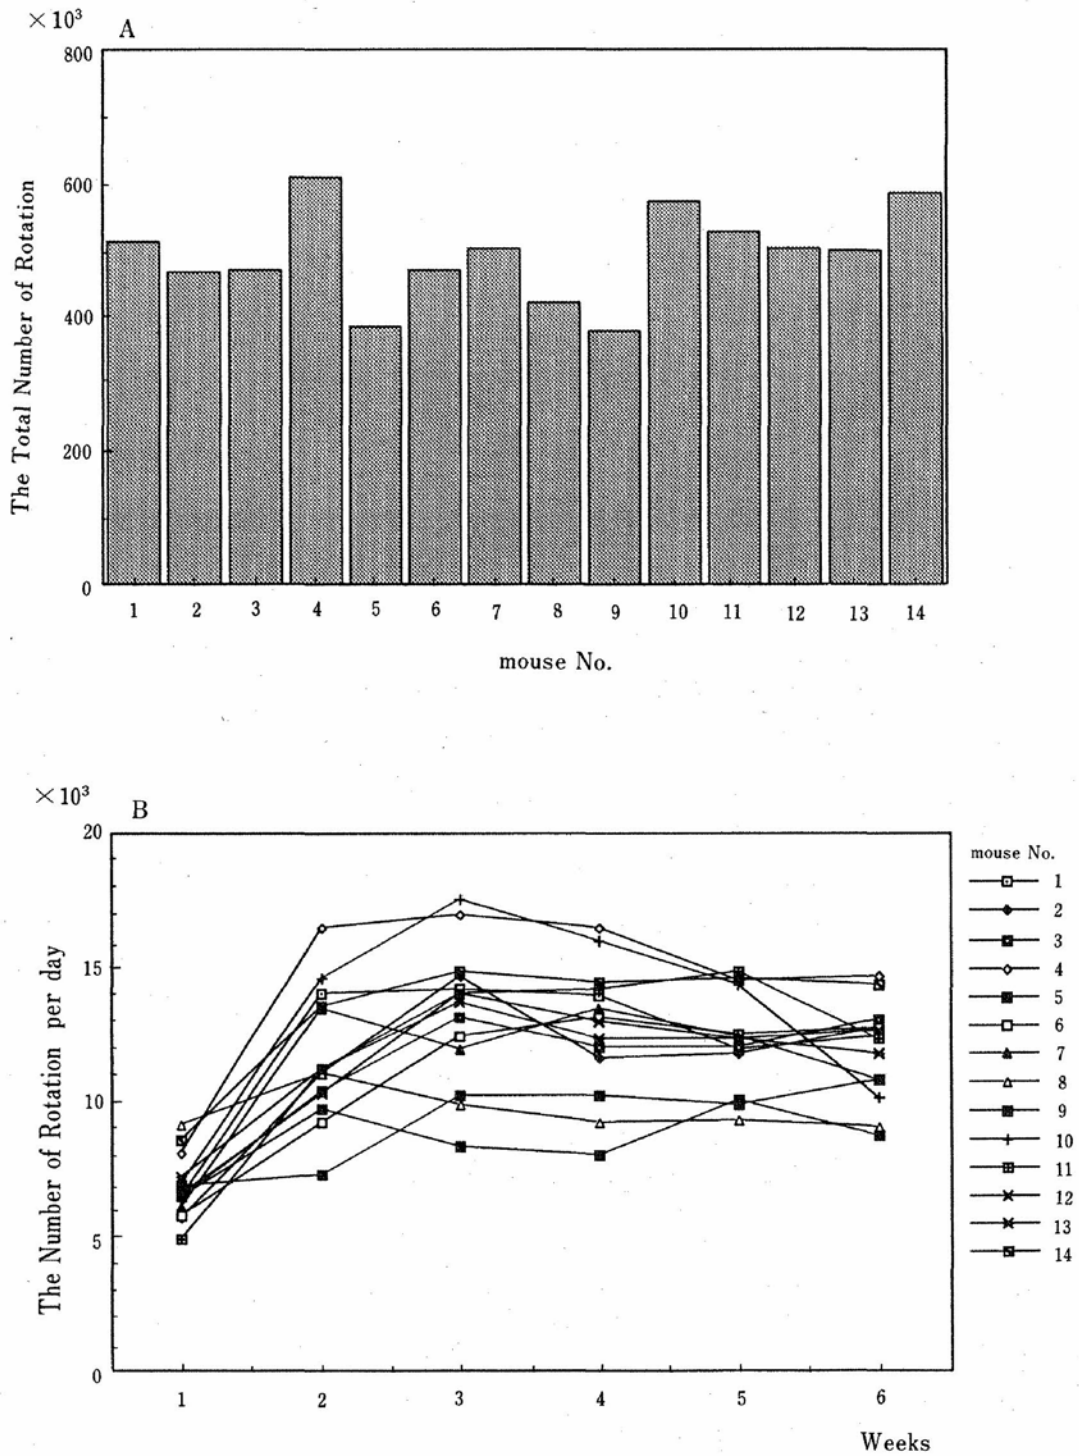 ×10³
A
800
600
400
200
0
The Total Number of Rotation
1 2 3 4 5 6 7 8 9 10 11 12 13 14
mouse No.
×10³
B
20
15
10
5
0
The Number of Rotation per day
1 2 3 4 5 6
Weeks
mouse No.
1
2
3
4
5
6
7
8
9
10
11
12
13
14